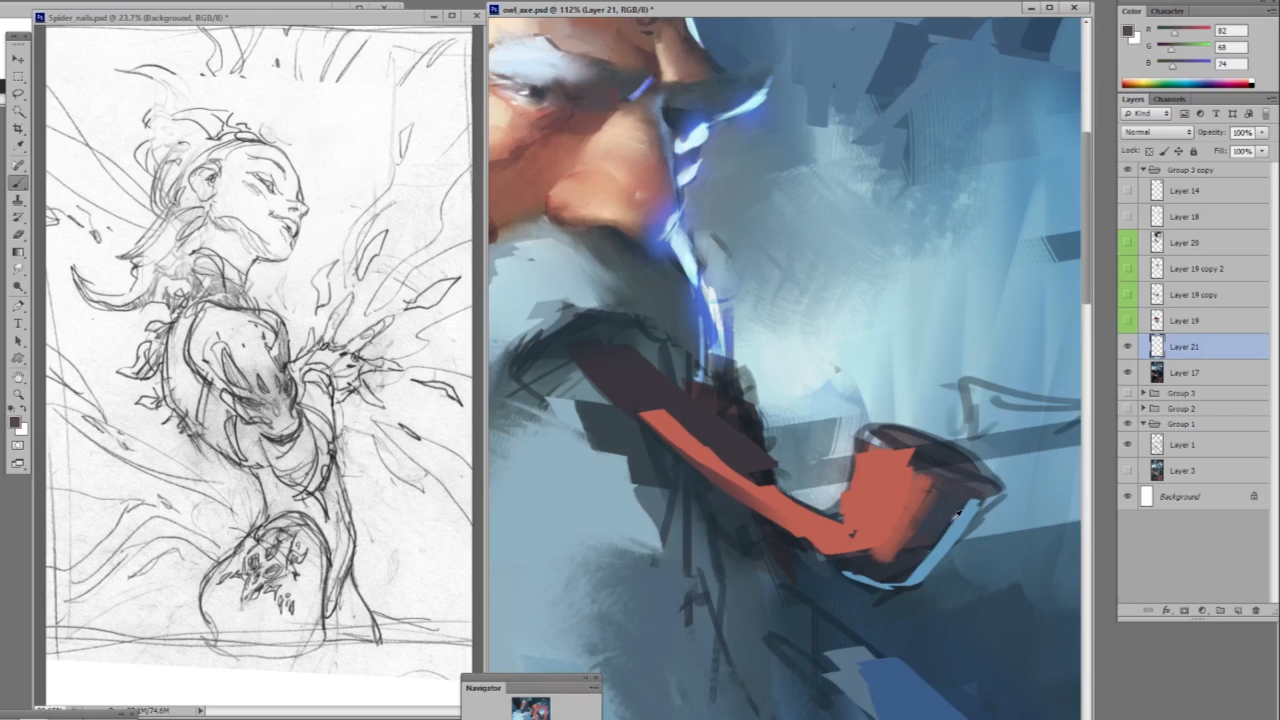 Spider_nails.psd @ 23.7% (Background, RGB/8) *
owl_axe.psd @ 112% (Layer 21, RGB/8) *
Color
Character
R
82
G
68
B
74
Layers
Channels
Kind
Normal
Opacity:
100%
Lock:
Fill:
100%
Group 3 copy
Layer 14
Layer 18
Layer 20
Layer 19 copy 2
Layer 19 copy
Layer 19
Layer 21
Layer 17
Group 3
Group 2
Group 1
Layer 1
Layer 3
Background
fx
Navigator